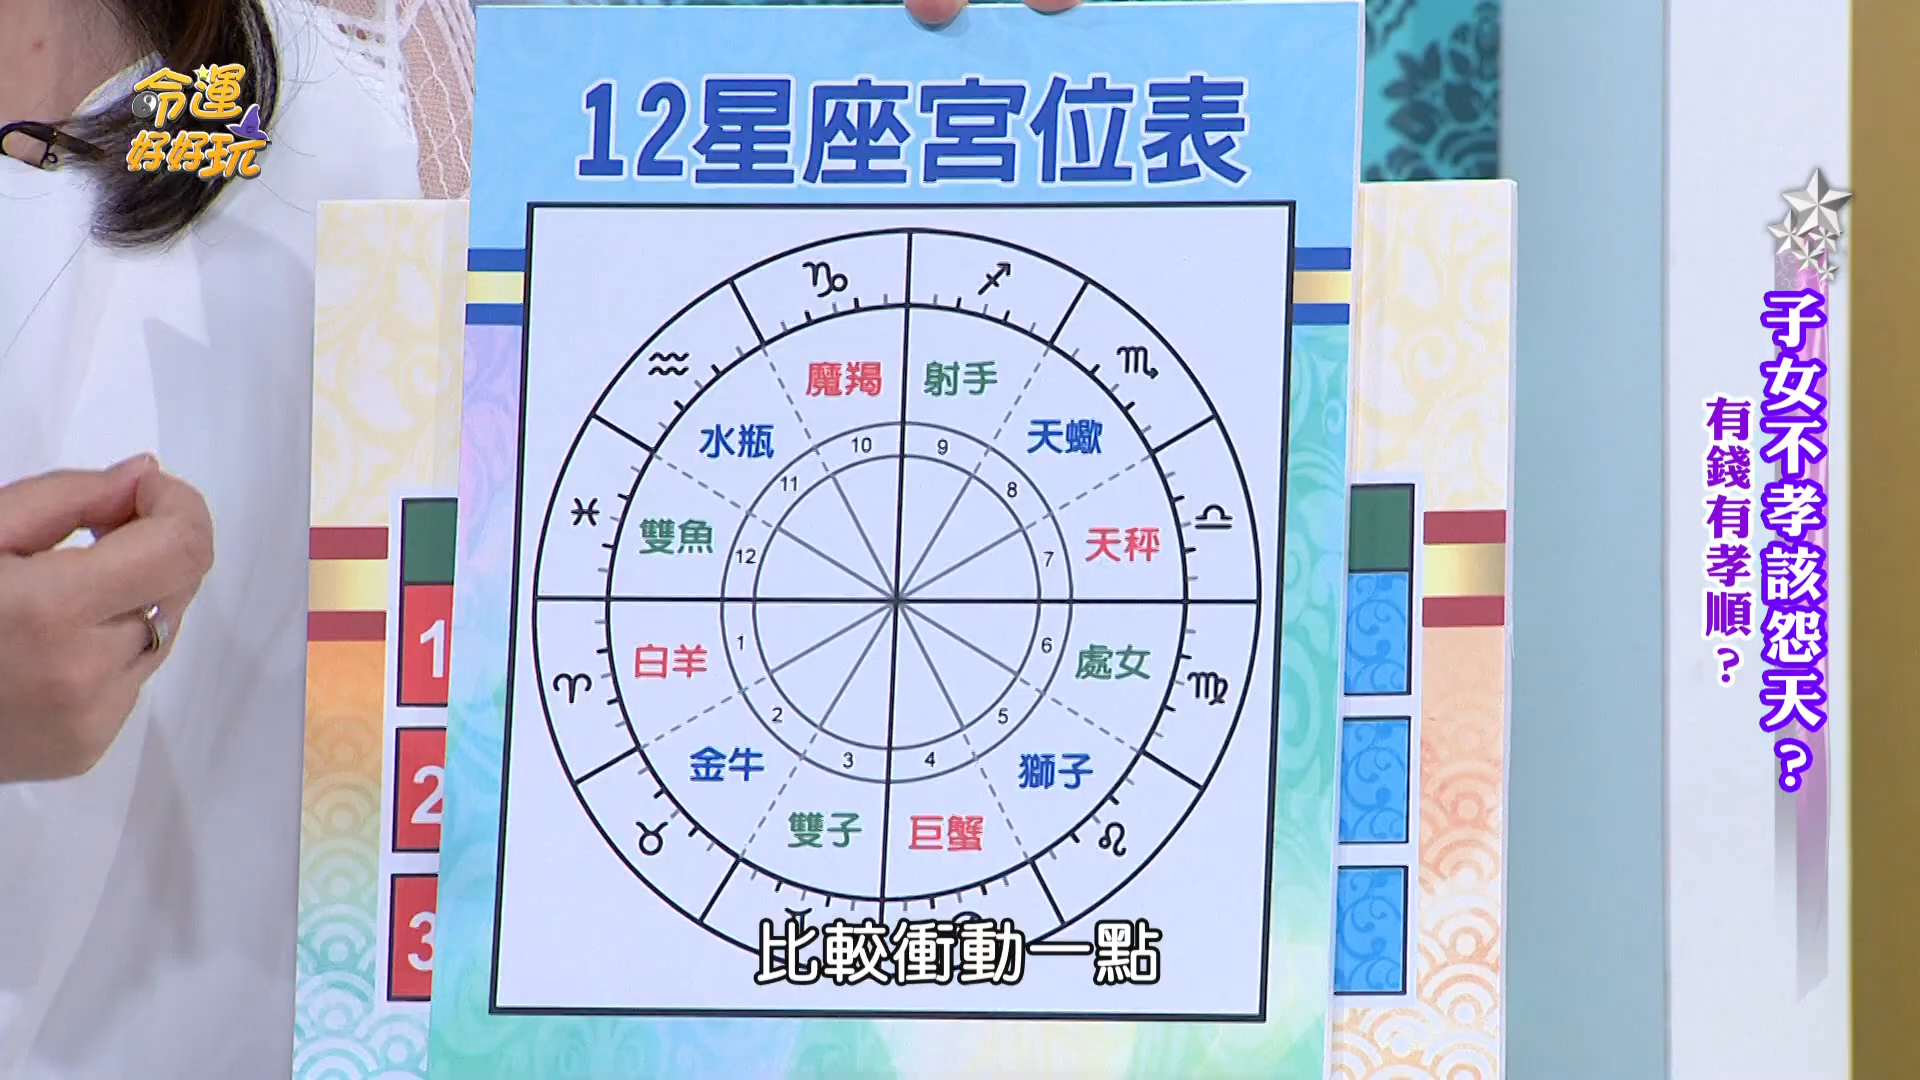 命運
好好玩
12星座宮位表
魔羯
射手
水瓶
天蠍
10
9
11
8
雙魚
12
7
天秤
白羊
1
6
處女
2
5
金牛
3
4
獅子
雙子
巨蟹
1
2
3
比較衝動一點
子女不孝該怨天？
有錢有孝順？